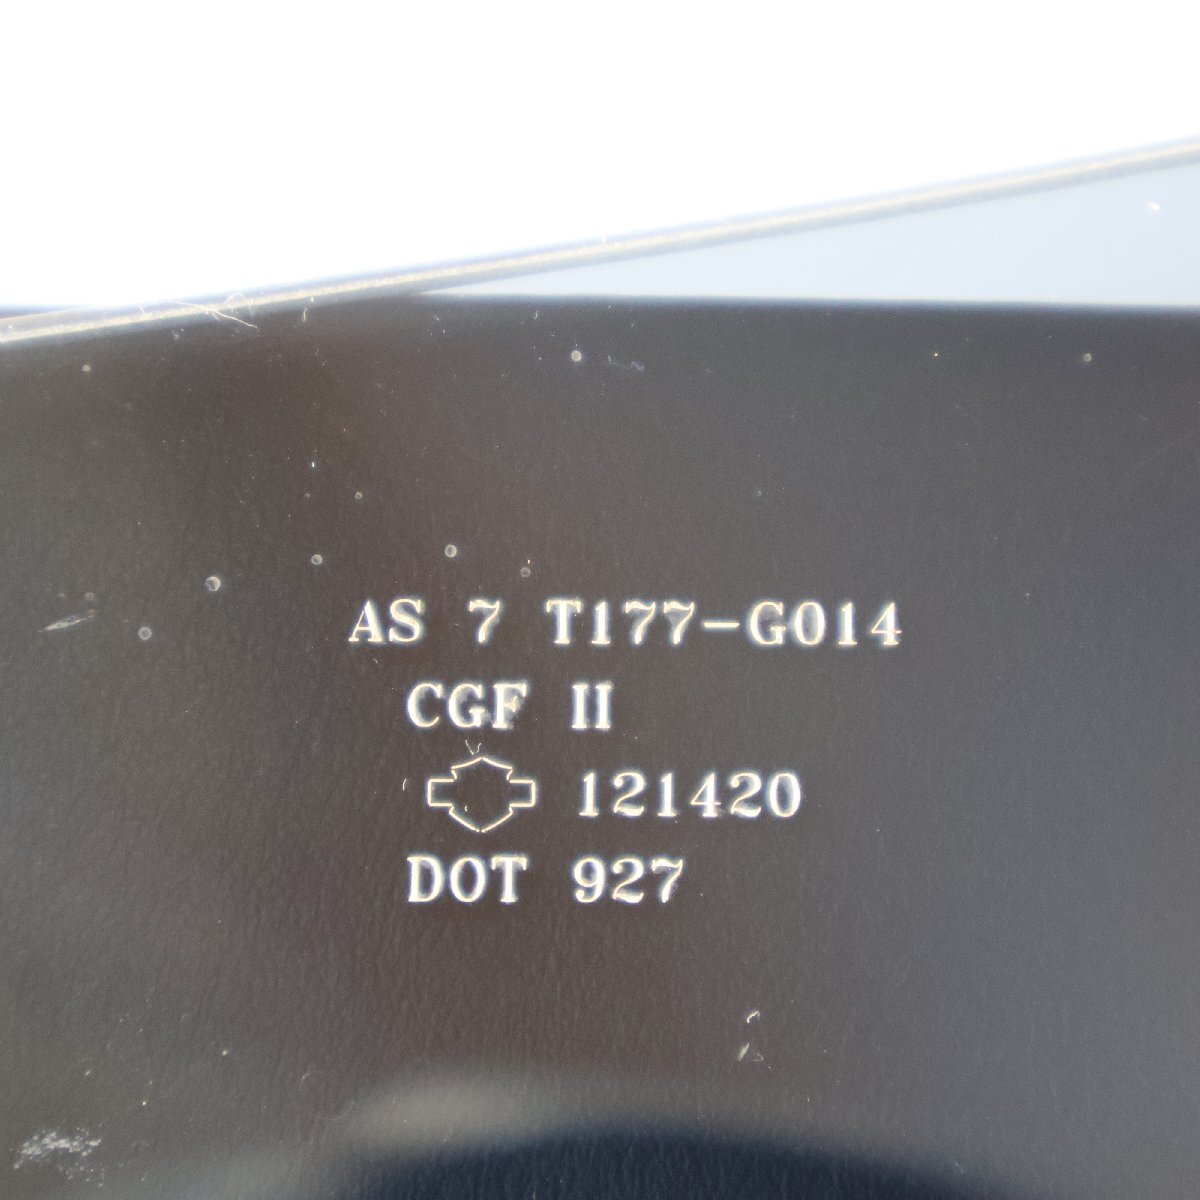 AS 7 T177-G014
CGF II
121420
DOT 927